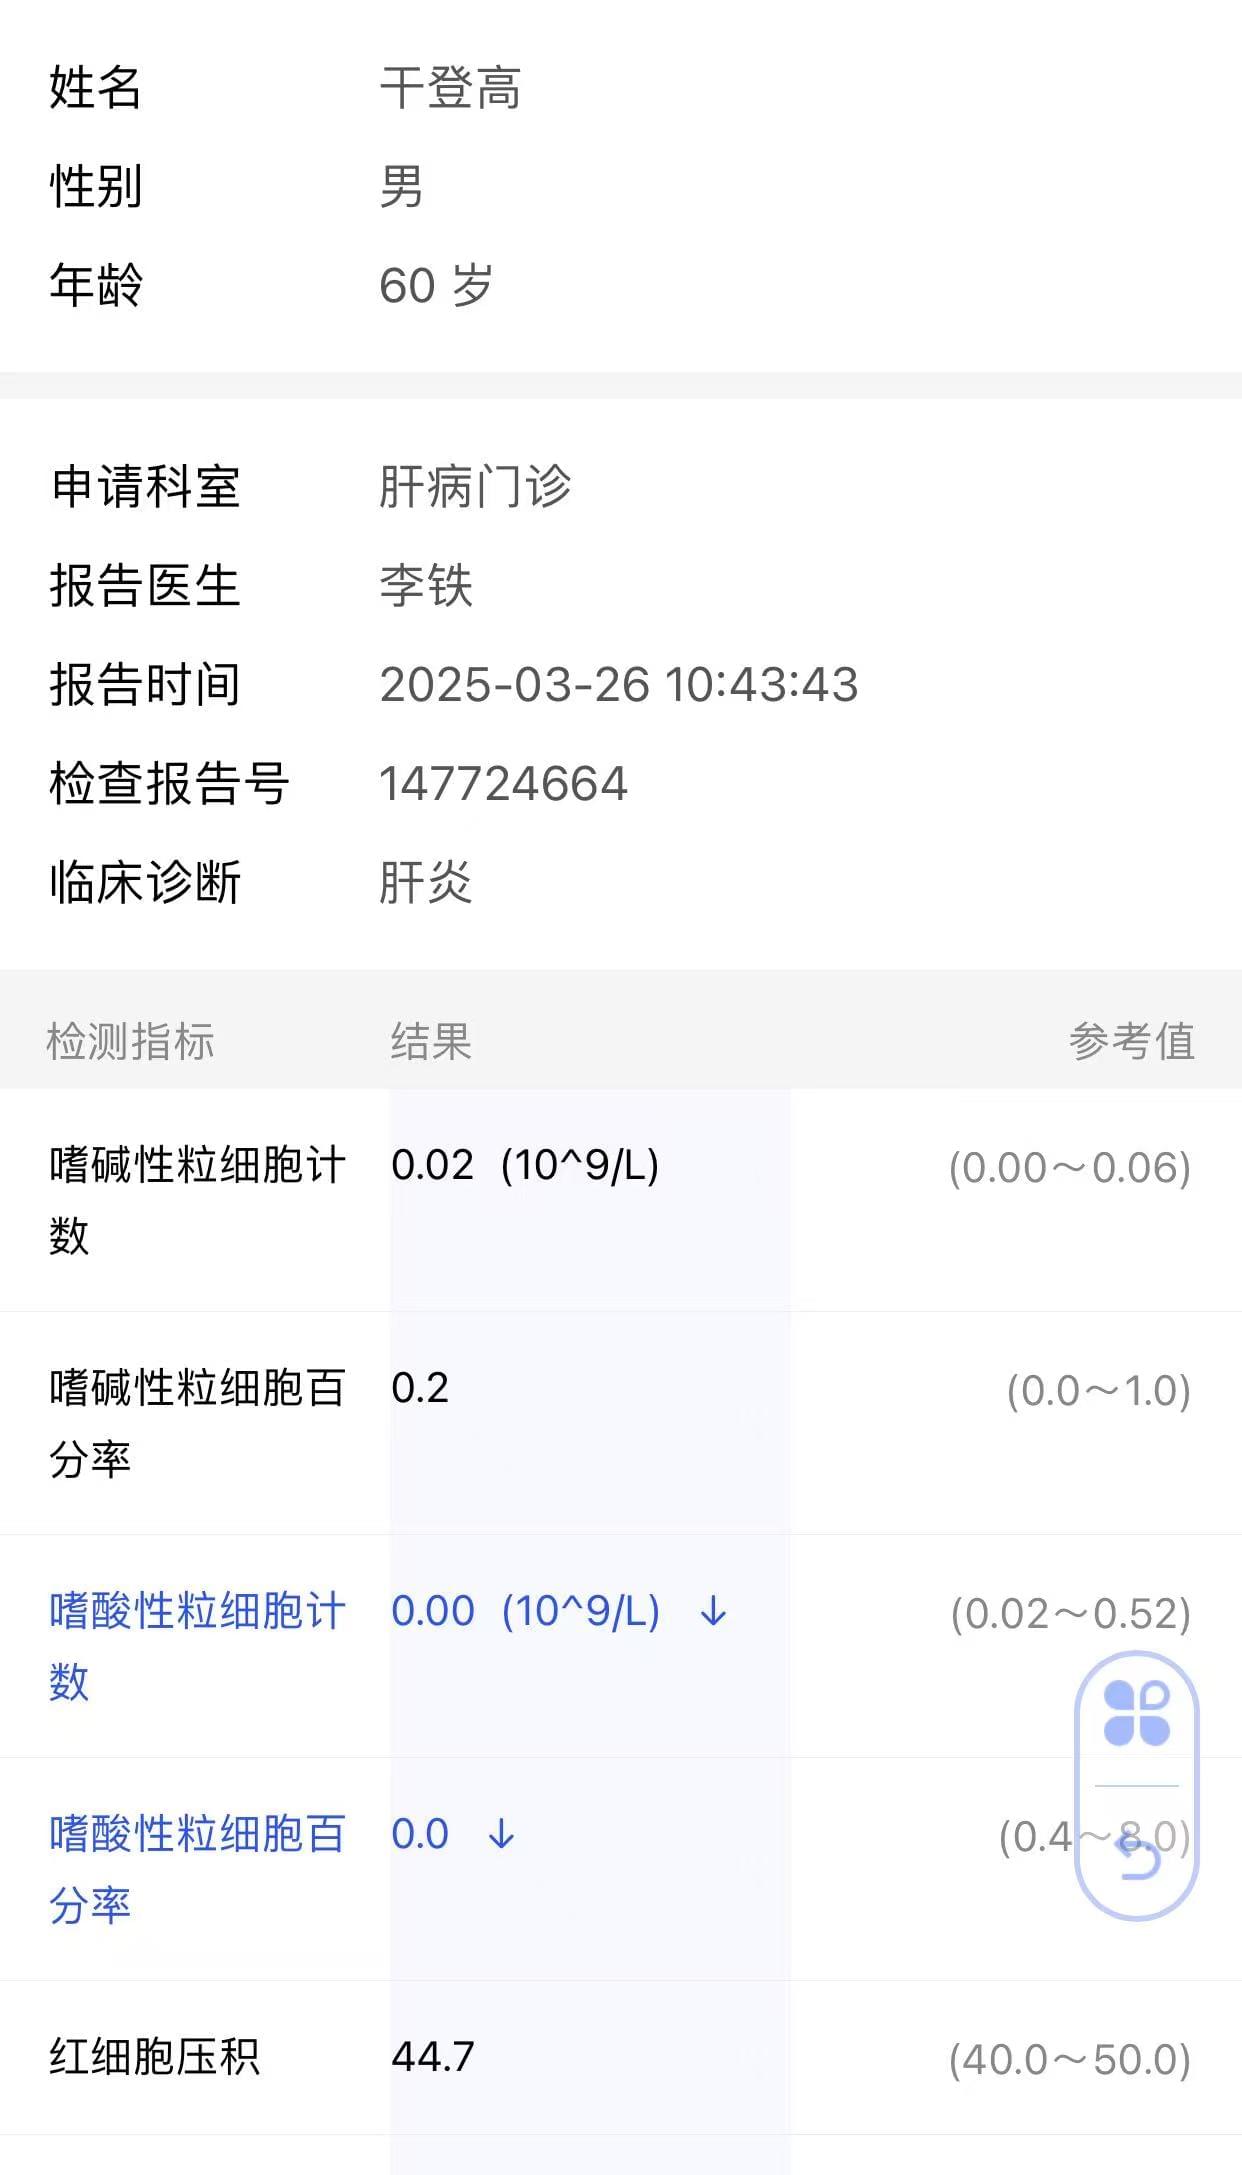 姓名 干登高
性别 男
年龄 60 岁
申请科室 肝病门诊
报告医生 李铁
报告时间 2025-03-26 10:43:43
检查报告号 147724664
临床诊断 肝炎
检测指标 结果 参考值
嗜碱性粒细胞计 0.02 (10^9/L) (0.00～0.06)
数
嗜碱性粒细胞百 0.2 (0.0～1.0)
分率
嗜酸性粒细胞计 0.00 (10^9/L) ↓ (0.02～0.52)
数
嗜酸性粒细胞百 0.0 ↓ (0.4～8.0)
分率
红细胞压积 44.7 (40.0～50.0)